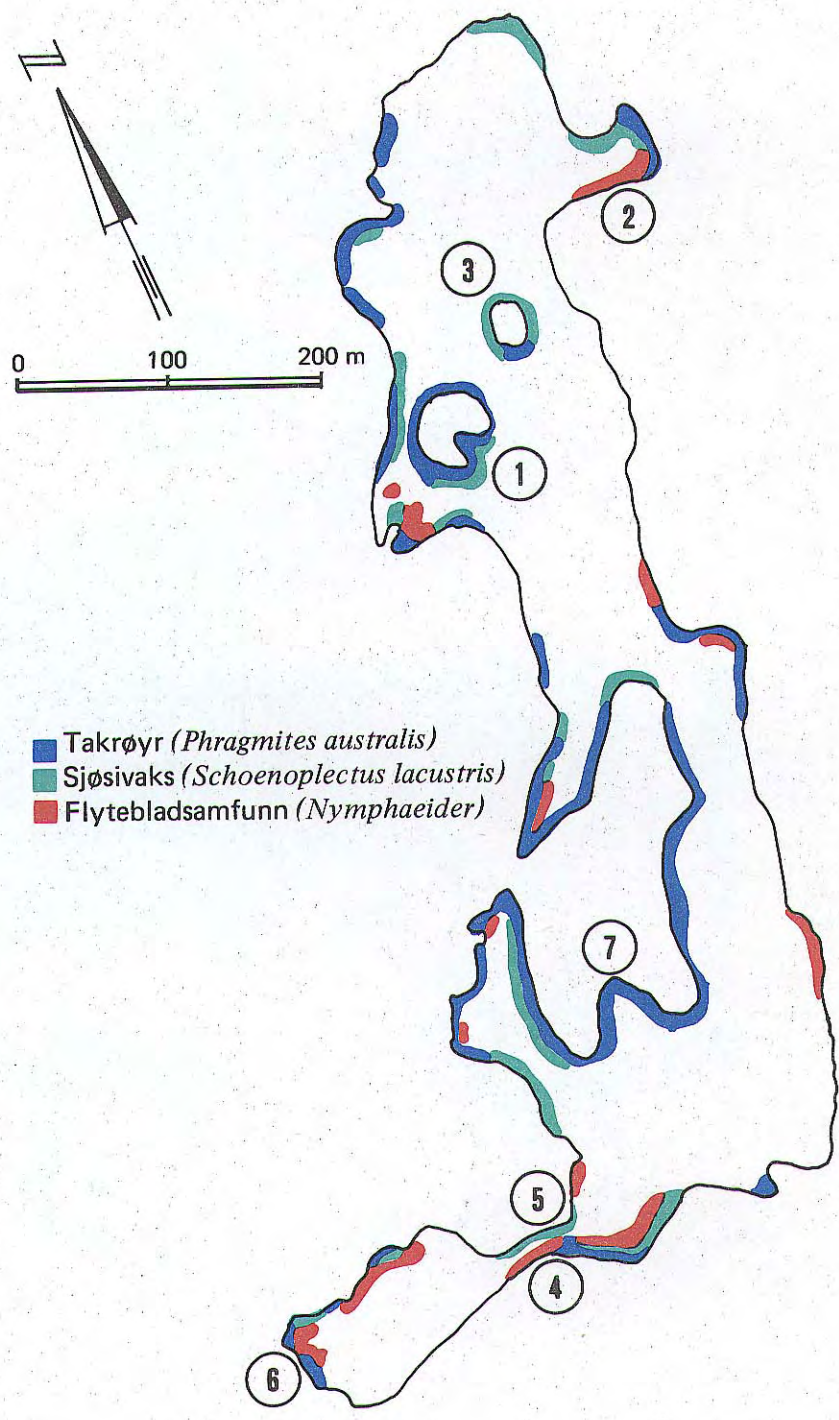 N
2
3
0 100 200 m
1
Takrøyr (Phragmites australis)
Sjøsivaks (Schoenoplectus lacustris)
Flytebladsamfunn (Nymphaeider)
7
5
4
6